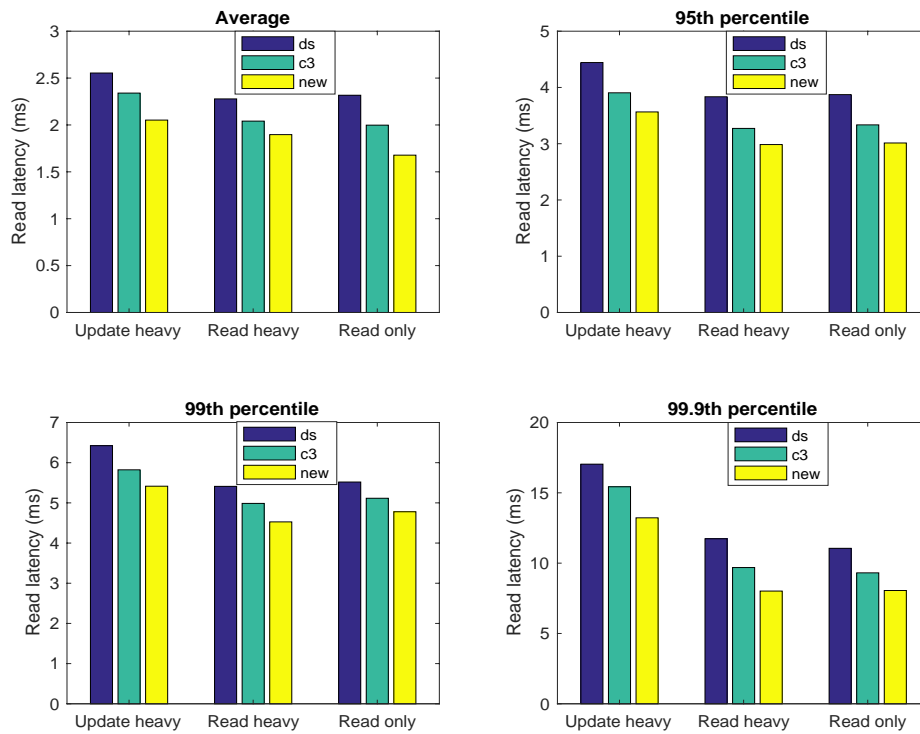 Average
ds
c3
new
Read latency (ms)
3
2.5
2
1.5
1
0.5
0
Update heavy Read heavy Read only
95th percentile
ds
c3
new
Read latency (ms)
5
4
3
2
1
0
Update heavy Read heavy Read only
99th percentile
ds
c3
new
Read latency (ms)
7
6
5
4
3
2
1
0
Update heavy Read heavy Read only
99.9th percentile
ds
c3
new
Read latency (ms)
20
15
10
5
0
Update heavy Read heavy Read only